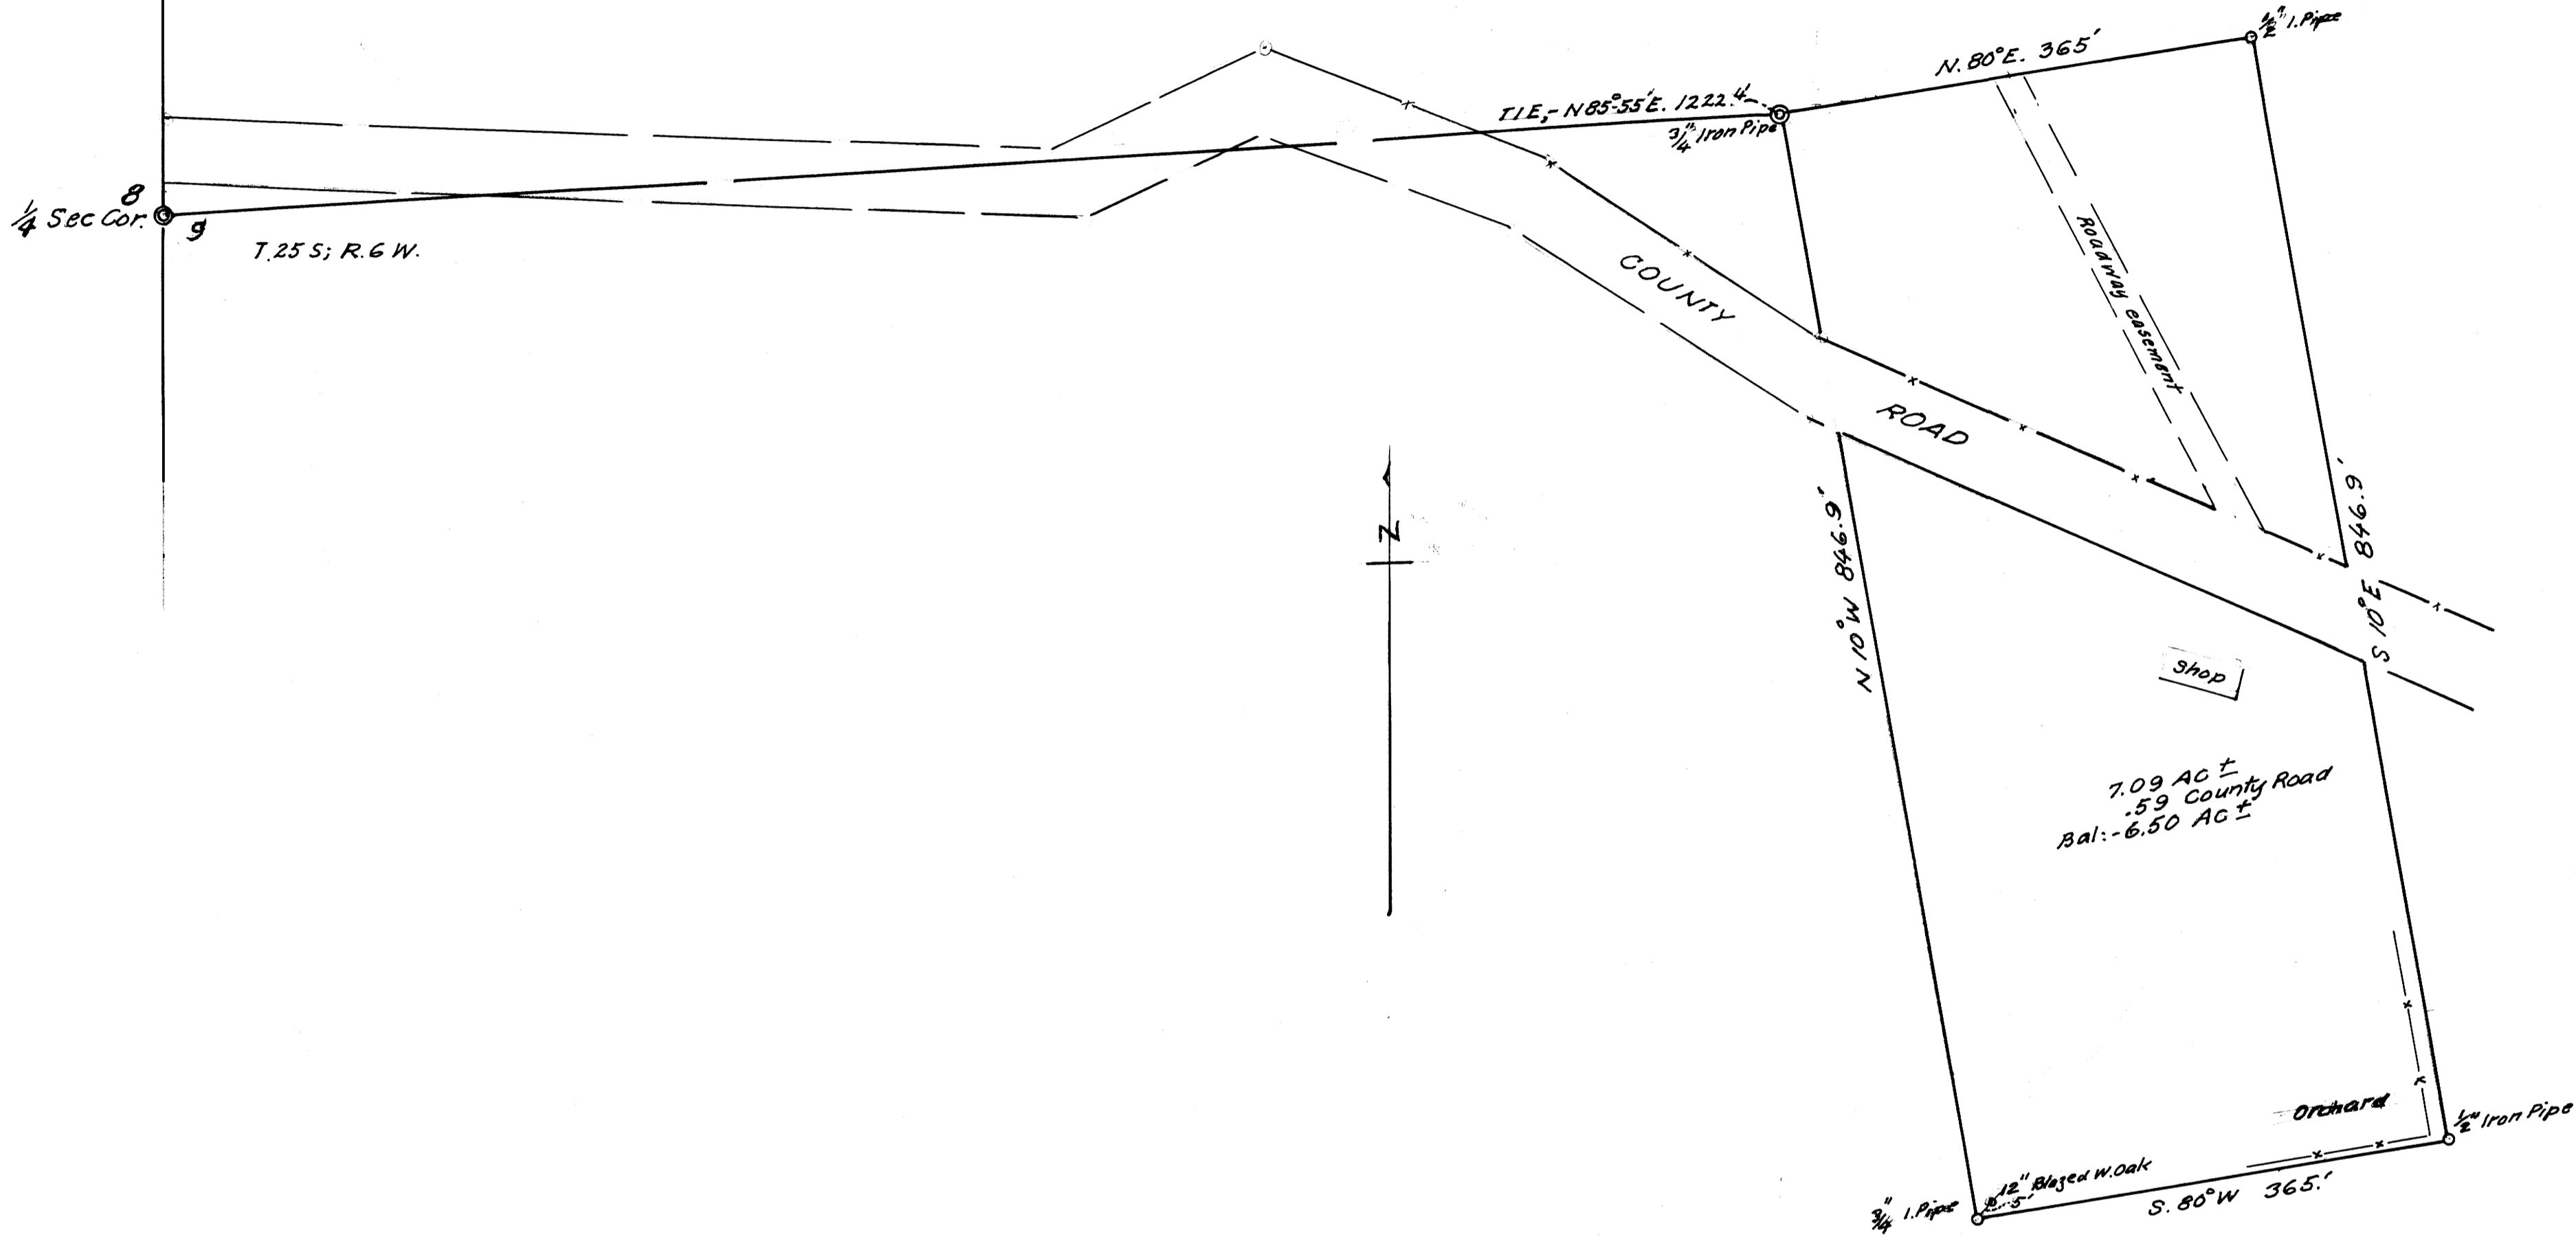 1/2" I. Pipe
N. 80° E. 365'
TIE,- N 85°-55' E. 1222.4'
3/4" Iron Pipe
8
1/4 Sec Cor.
9
T. 25 S; R. 6 W.
COUNTY
ROAD
Roadway easement
N
N 10° W 846.9'
S 10° E 846.9'
Shop
7.09 AC ±
.59 County Road
Bal:- 6.50 AC ±
Orchard
1/2" Iron Pipe
12" Blazed W. Oak
5'
3/4" I. Pipe
S. 80° W 365.'